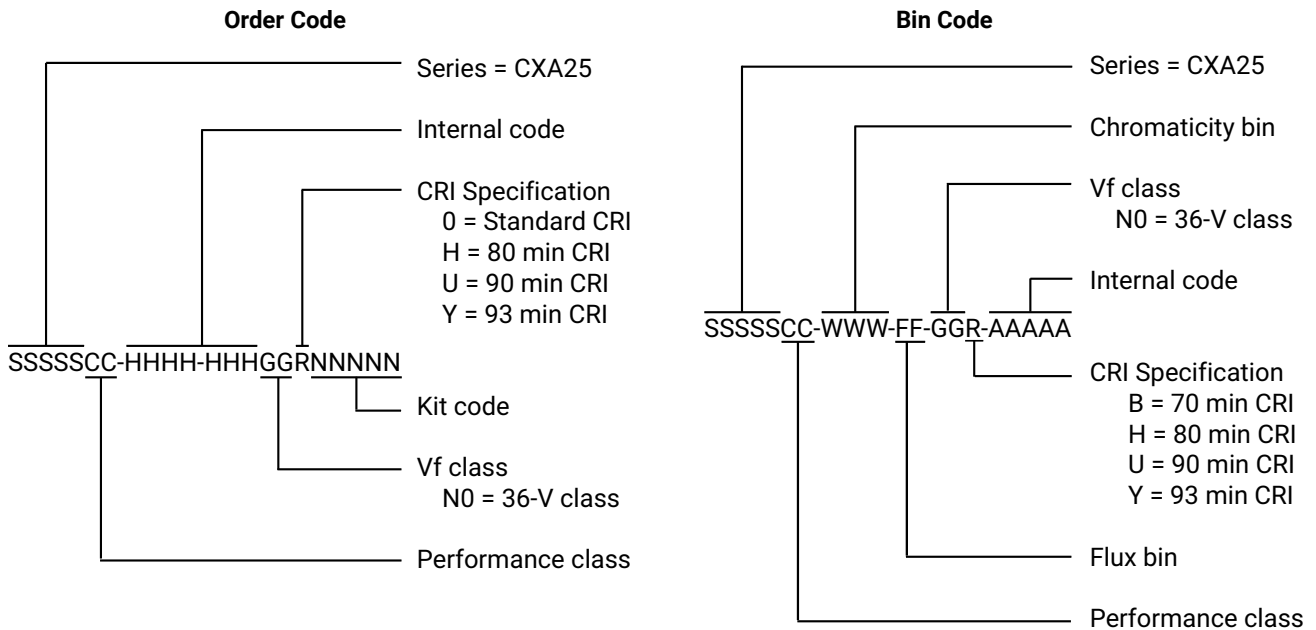 Order Code
Series = CXA25
Internal code
CRI Specification
0 = Standard CRI
H = 80 min CRI
U = 90 min CRI
Y = 93 min CRI
SSSSSCC-HHHH-HHHGGRNNNNN
Kit code
Vf class
N0 = 36-V class
Performance class
Bin Code
Series = CXA25
Chromaticity bin
Vf class
N0 = 36-V class
Internal code
SSSSSCC-WWW-FF-GGR-AAAAA
CRI Specification
B = 70 min CRI
H = 80 min CRI
U = 90 min CRI
Y = 93 min CRI
Flux bin
Performance class